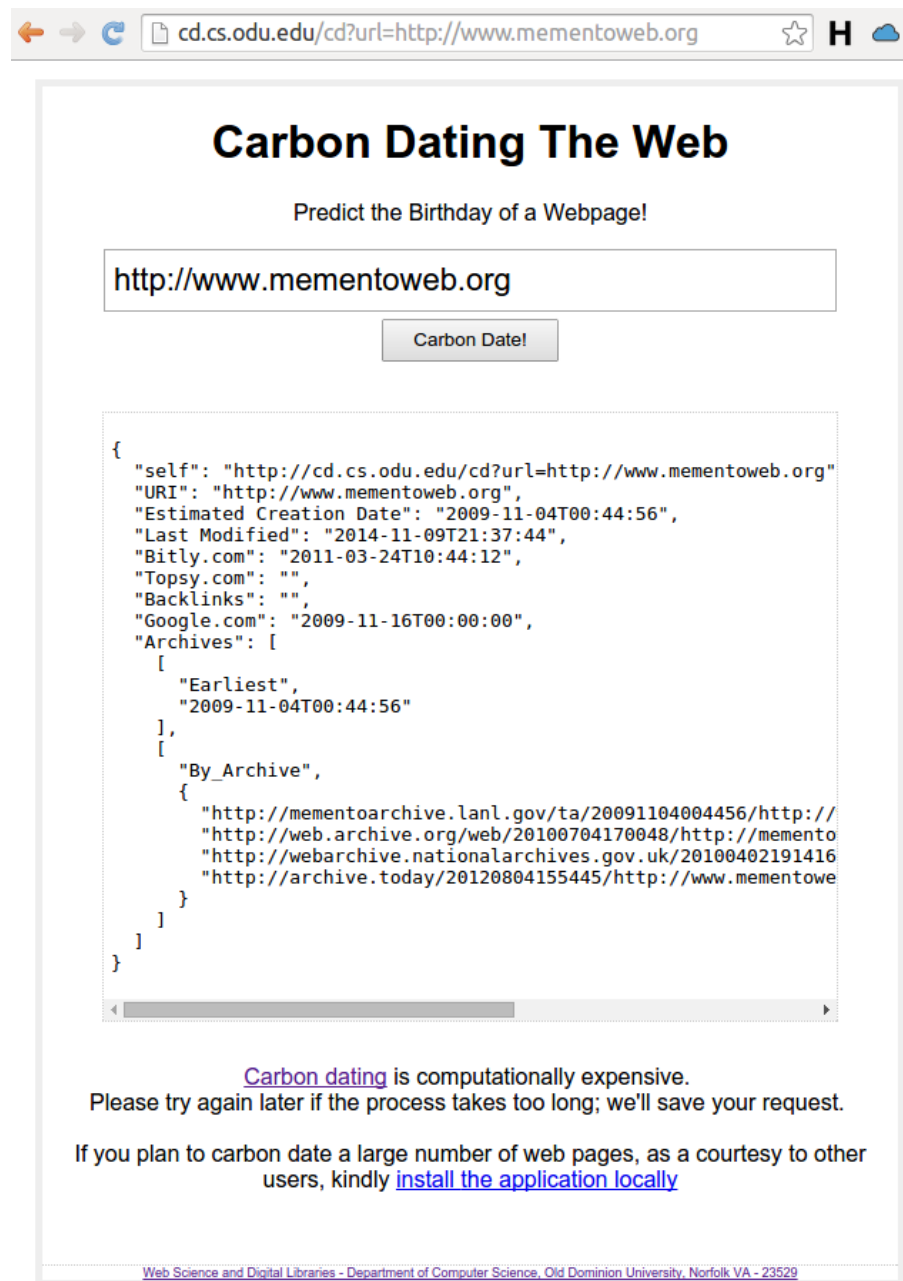 cd.cs.odu.edu/cd?url=http://www.mementoweb.org
H
Carbon Dating The Web
Predict the Birthday of a Webpage!
http://www.mementoweb.org
Carbon Date!
{
"self": "http://cd.cs.odu.edu/cd?url=http://www.mementoweb.org"
"URI": "http://www.mementoweb.org",
"Estimated Creation Date": "2009-11-04T00:44:56",
"Last Modified": "2014-11-09T21:37:44",
"Bitly.com": "2011-03-24T10:44:12",
"Topsy.com": "",
"Backlinks": "",
"Google.com": "2009-11-16T00:00:00",
"Archives": [
[
"Earliest",
"2009-11-04T00:44:56"
],
[
"By_Archive",
{
"http://mementoarchive.lanl.gov/ta/20091104004456/http://
"http://web.archive.org/web/20100704170048/http://memento
"http://webarchive.nationalarchives.gov.uk/20100402191416
"http://archive.today/20120804155445/http://www.mementowe
}
]
]
}
Carbon dating is computationally expensive.
Please try again later if the process takes too long; we'll save your request.
If you plan to carbon date a large number of web pages, as a courtesy to other
users, kindly install the application locally
Web Science and Digital Libraries - Department of Computer Science, Old Dominion University, Norfolk VA - 23529